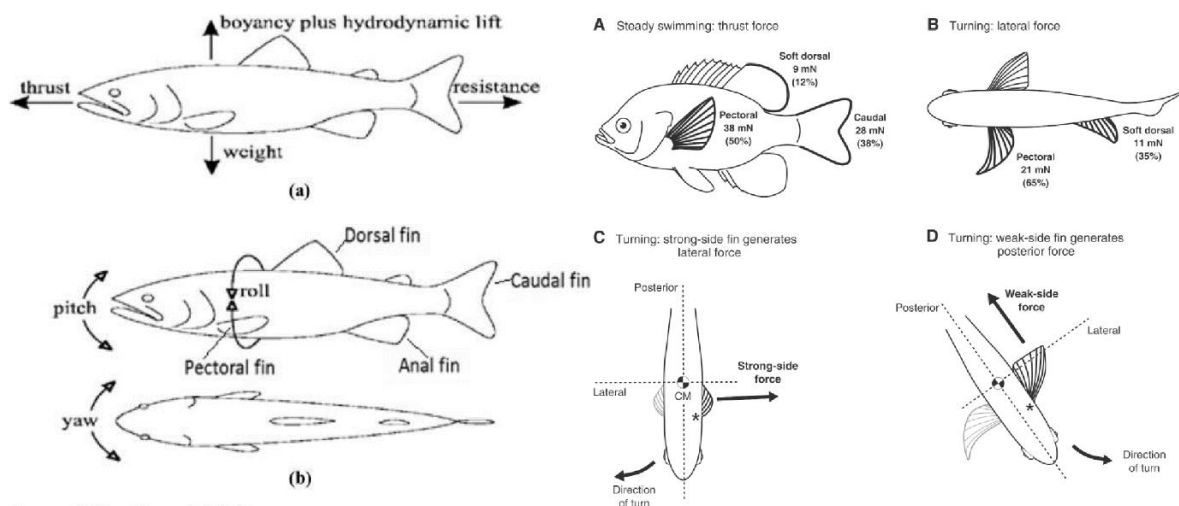 boyancy plus hydrodynamic lift
thrust
resistance
weight
(a)
Dorsal fin
Caudal fin
roll
pitch
Pectoral fin
Anal fin
yaw
(b)
A Steady swimming: thrust force
Soft dorsal
9 mN
(12%)
Pectoral
38 mN
(50%)
Caudal
28 mN
(38%)
B Turning: lateral force
Soft dorsal
11 mN
(35%)
Pectoral
21 mN
(65%)
C Turning: strong-side fin generates
lateral force
Posterior
Strong-side
force
Lateral
CM
*
Direction
of turn
D Turning: weak-side fin generates
posterior force
Weak-side
force
Posterior
Lateral
*
Direction
of turn